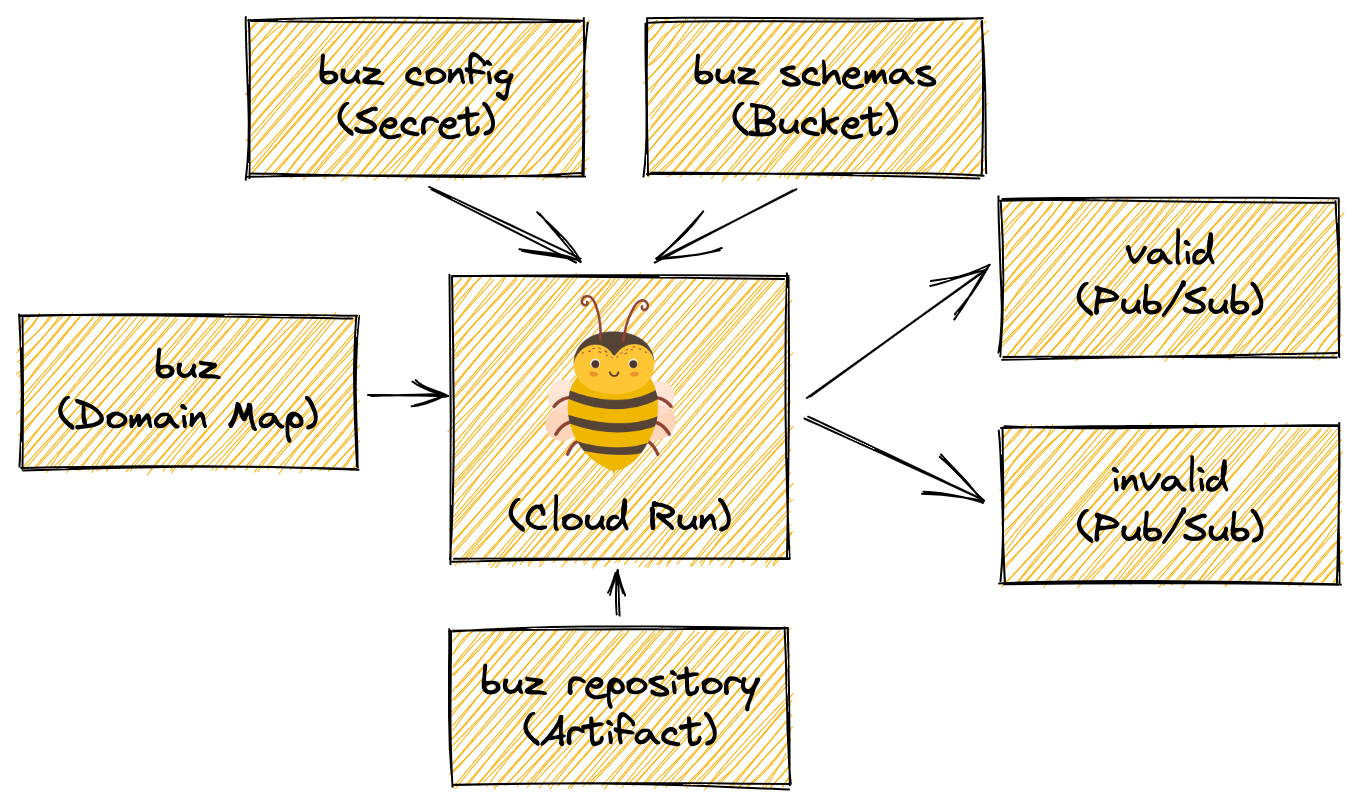 buz config
(Secret)
buz schemas
(Bucket)
valid
(Pub/Sub)
buz
(Domain Map)
invalid
(Pub/Sub)
(Cloud Run)
buz repository
(Artifact)